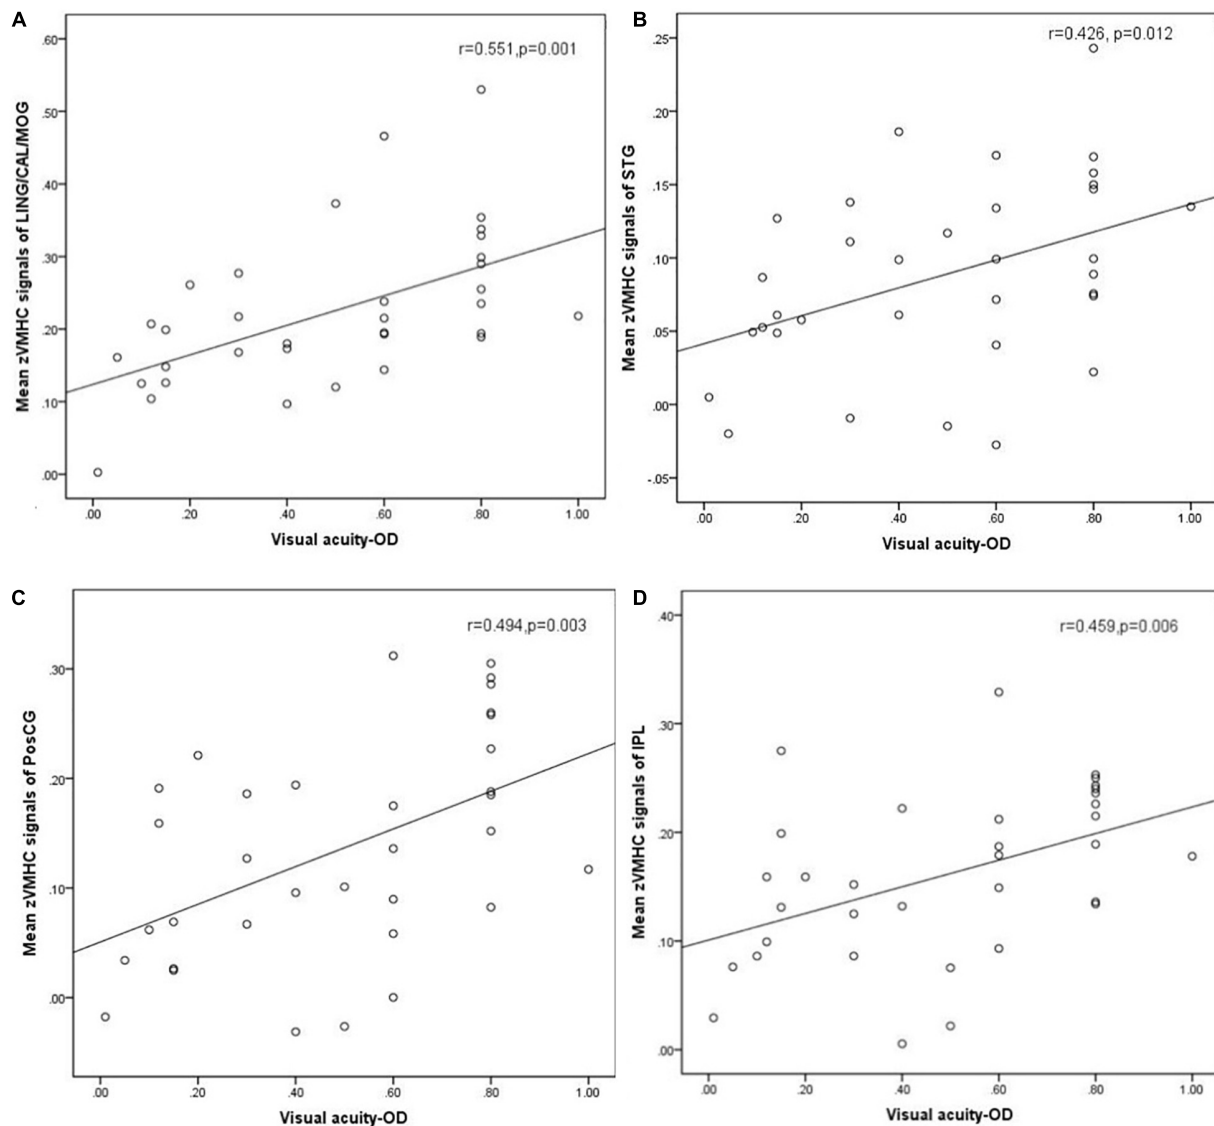 A
r=0.551,p=0.001
Mean zVMHC signals of LING/CAL/MOG
.60
.50
.40
.30
.20
.10
.00
.00 .20 .40 .60 .80 1.00
Visual acuity-OD
B
r=0.426, p=0.012
Mean zVMHC signals of STG
.25
.20
.15
.10
.05
.00
-.05
.00 .20 .40 .60 .80 1.00
Visual acuity-OD
C
r=0.494,p=0.003
Mean zVMHC signals of PosCG
.30
.20
.10
.00
.00 .20 .40 .60 .80 1.00
Visual acuity-OD
D
r=0.459,p=0.006
Mean zVMHC signals of IPL
.40
.30
.20
.10
.00
.00 .20 .40 .60 .80 1.00
Visual acuity-OD